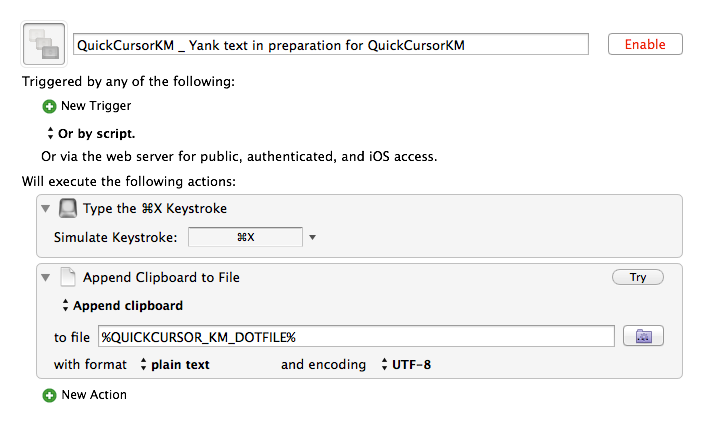 QuickCursorKM _ Yank text in preparation for QuickCursorKM Enable
Triggered by any of the following:
New Trigger
Or by script.
Or via the web server for public, authenticated, and iOS access.
Will execute the following actions:
Type the ⌘X Keystroke
Simulate Keystroke: ⌘X
Append Clipboard to File Try
Append clipboard
to file %QUICKCURSOR_KM_DOTFILE%
with format plain text and encoding UTF-8
New Action